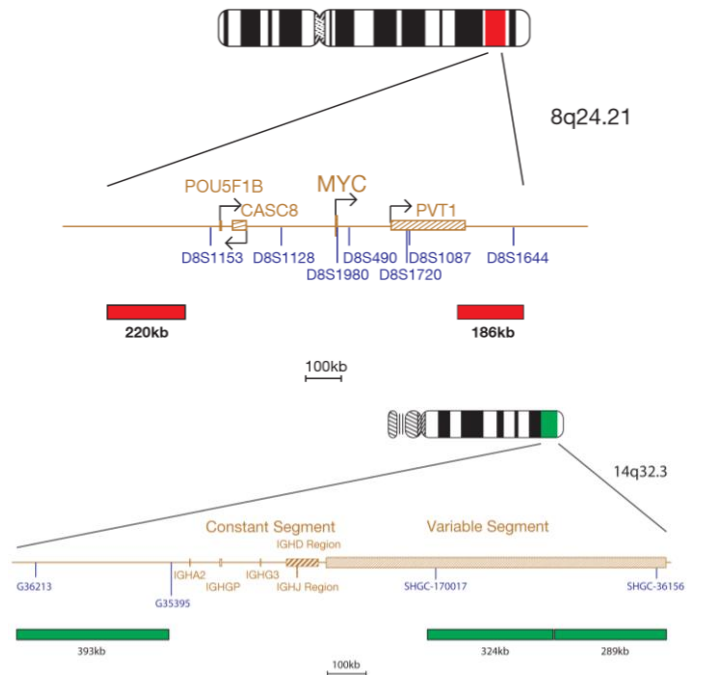 8q24.21
POU5F1B
MYC
CASC8
PVT1
D8S1153
D8S1128
D8S490
D8S1087
D8S1644
D8S1980
D8S1720
220kb
186kb
100kb
14q32.3
Constant Segment
Variable Segment
IGHD Region
IGHA2
IGHG3
G36213
IGHGP
IGHJ Region
SHGC-170017
SHGC-36156
G35395
393kb
324kb
289kb
100kb